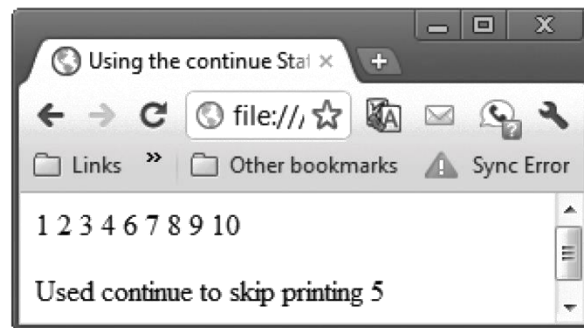 Using the continue Stat
file://
Links » Other bookmarks Sync Error
1 2 3 4 6 7 8 9 10
Used continue to skip printing 5